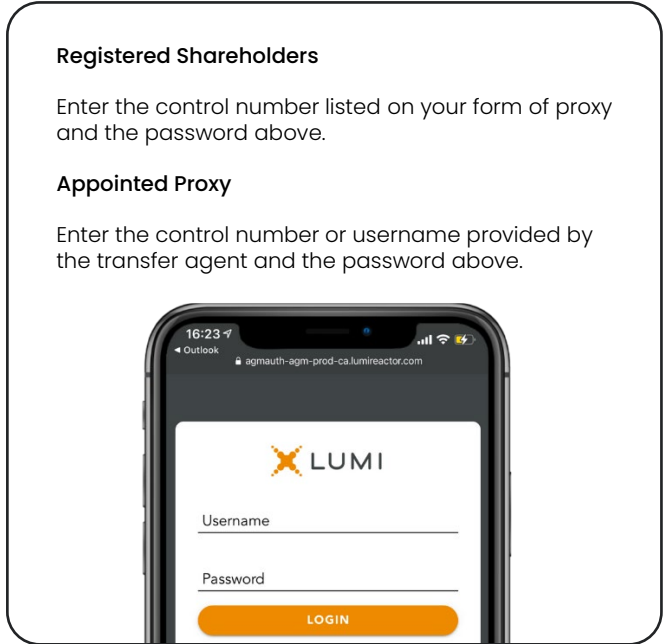 Registered Shareholders
Enter the control number listed on your form of proxy
and the password above.
Appointed Proxy
Enter the control number or username provided by
the transfer agent and the password above.
16:23
◀ Outlook
agmauth-agm-prod-ca.lumireactor.com
LUMI
Username
Password
LOGIN